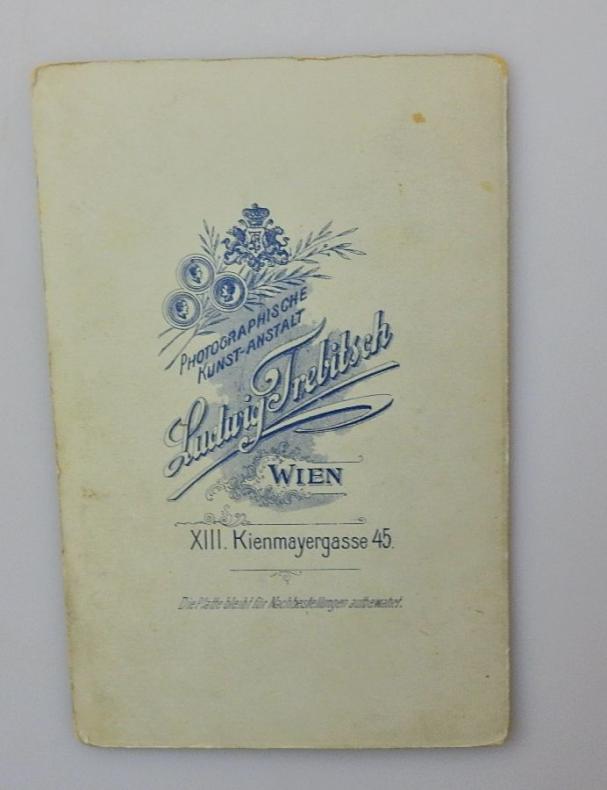 PHOTOGRAPHISCHE
KUNST-ANSTALT
Ludwig Trebitsch
WIEN
XIII. Kienmayergasse 45.
Die Platte bleibt für Nachbestellungen aufbewahrt.